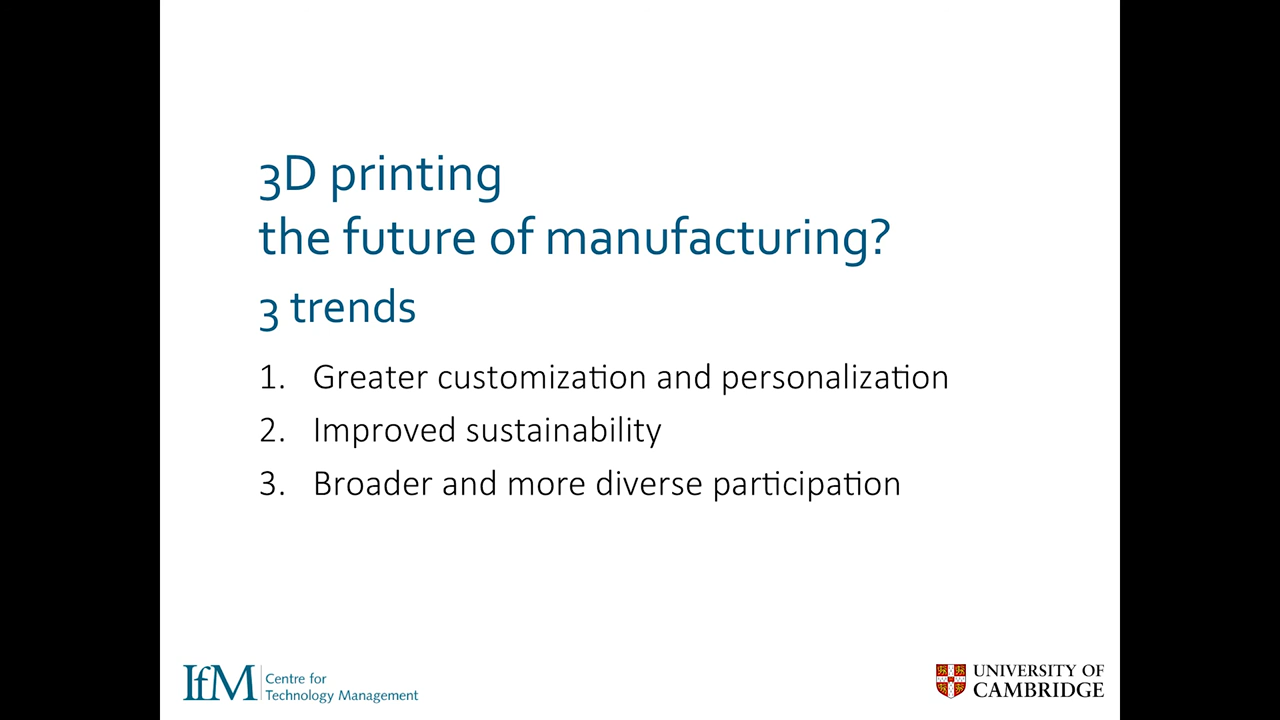 3D printing
the future of manufacturing?
3 trends
1. Greater customization and personalization
2. Improved sustainability
3. Broader and more diverse participation
IfM
Centre for
Technology Management
UNIVERSITY OF
CAMBRIDGE